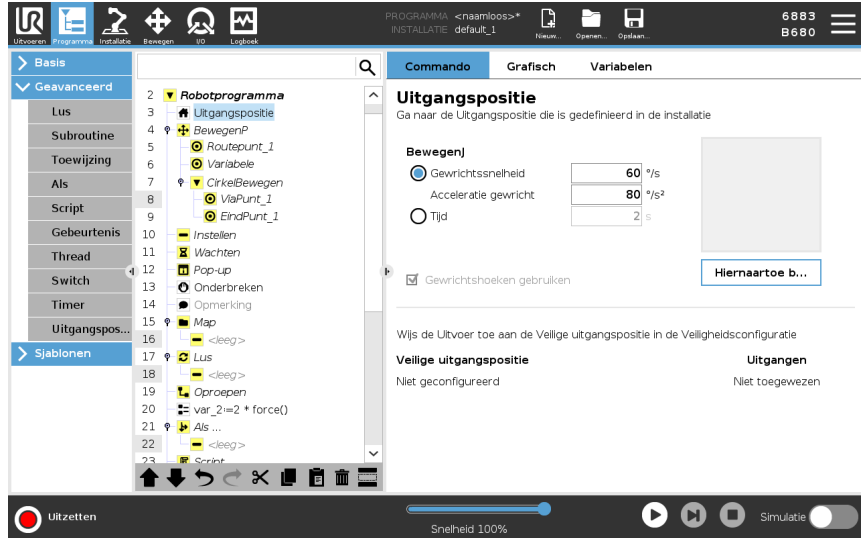 UR
PROGRAMMA <naamloos>*
INSTALLATIE default_1
6883
B680
Uitvoeren Programma Installatie Bewegen I/O Logboek
Nieuw... Openen... Opslaan...
Basis
Geavanceerd
Lus
Subroutine
Toewijzing
Als
Script
Gebeurtenis
Thread
Switch
Timer
Uitgangspos...
Sjablonen
2 Robotprogramma
3 Uitgangspositie
4 BewegenP
5 Routepunt_1
6 Variabele
7 CirkelBewegen
8 ViaPunt_1
9 EindPunt_1
10 Instellen
11 Wachten
12 Pop-up
13 Onderbreken
14 Opmerking
15 Map
16 <leeg>
17 Lus
18 <leeg>
19 Oproepen
20 var_2:=2 * force()
21 Als ...
22 <leeg>
23 Script
Commando Grafisch Variabelen
Uitgangspositie
Ga naar de Uitgangspositie die is gedefinieerd in de installatie
BewegenJ
Gewrichtssnelheid 60 °/s
Acceleratie gewricht 80 °/s²
Tijd 2 s
Gewrichtshoeken gebruiken
Hiernaartoe b...
Wijs de Uitvoer toe aan de Veilige uitgangspositie in de Veiligheidsconfiguratie
Veilige uitgangspositie Uitgangen
Niet geconfigureerd Niet toegewezen
Uitzetten
Snelheid 100%
Simulatie